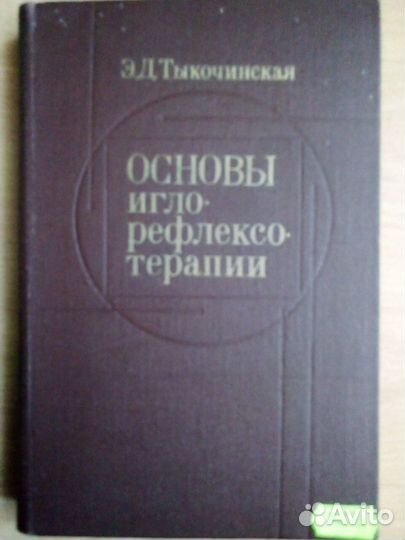 Э.Д.Тыкочинская
ОСНОВЫ
игло-
рефлексо-
терапии
Avito